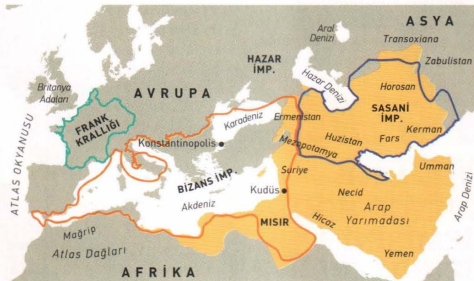 ASYA
Aral
Denizi
Transoxiana
HAZAR
İMP.
Zabulistan
Hazar Denizi
Horosan
Britanya
Adaları
AVRUPA
SASANİ
İMP.
FRANK
KRALLIĞI
Karadeniz
Ermenistan
Kerman
Huzistan
Fars
Konstantinopolis
Mezopotamya
ATLAS OKYANUSU
Suriye
Umman
BİZANS İMP.
Kudüs
Necid
Arap Denizi
Akdeniz
Arap
Yarımadası
Mağrip
MISIR
Hicaz
Atlas Dağları
Yemen
AFRİKA